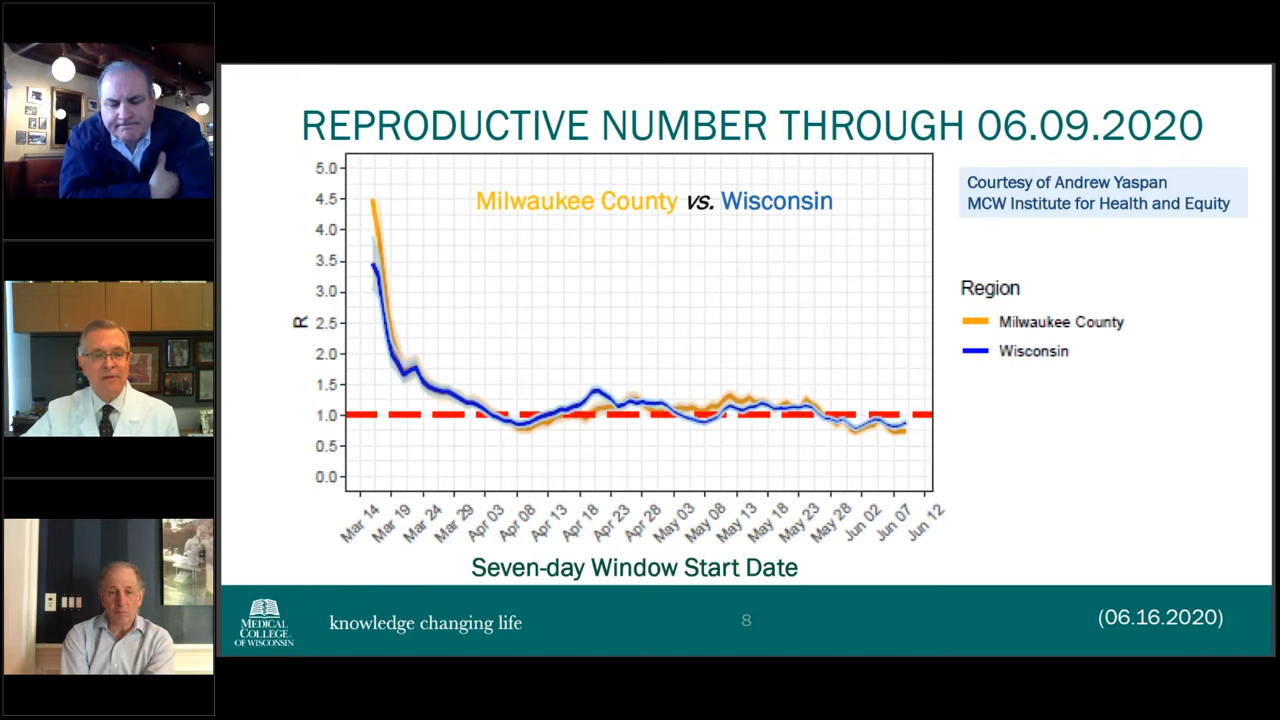 REPRODUCTIVE NUMBER THROUGH 06.09.2020
Courtesy of Andrew Yaspan
MCW Institute for Health and Equity
Milwaukee County vs. Wisconsin
5.0
4.5
4.0
3.5
3.0
2.5
2.0
1.5
1.0
0.5
0.0
R
Region
Milwaukee County
Wisconsin
Mar 14
Mar 19
Mar 24
Mar 29
Apr 03
Apr 08
Apr 13
Apr 18
Apr 23
Apr 28
May 03
May 08
May 13
May 18
May 23
May 28
Jun 02
Jun 07
Jun 12
Seven-day Window Start Date
MEDICAL
COLLEGE
OF WISCONSIN
knowledge changing life
8
(06.16.2020)